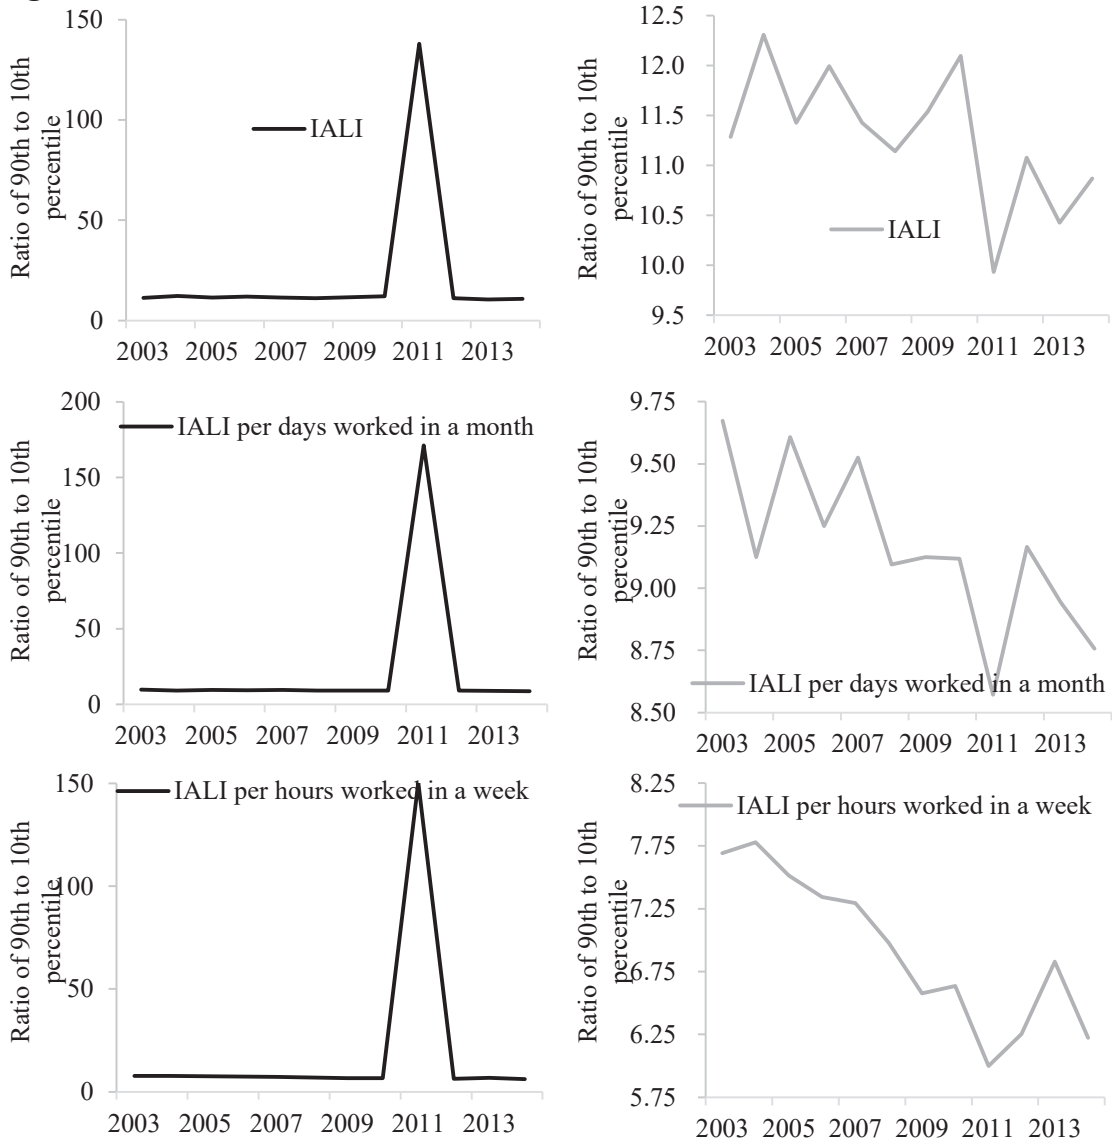 Ratio of 90th to 10th
percentile
150
100
50
0
IALI
2003 2005 2007 2009 2011 2013
Ratio of 90th to 10th
percentile
12.5
12.0
11.5
11.0
10.5
10.0
9.5
IALI
2003 2005 2007 2009 2011 2013
Ratio of 90th to 10th
percentile
200
150
100
50
0
IALI per days worked in a month
2003 2005 2007 2009 2011 2013
Ratio of 90th to 10th
percentile
9.75
9.50
9.25
9.00
8.75
8.50
IALI per days worked in a month
2003 2005 2007 2009 2011 2013
Ratio of 90th to 10th
percentile
150
100
50
0
IALI per hours worked in a week
2003 2005 2007 2009 2011 2013
Ratio of 90th to 10th
percentile
8.25
7.75
7.25
6.75
6.25
5.75
IALI per hours worked in a week
2003 2005 2007 2009 2011 2013